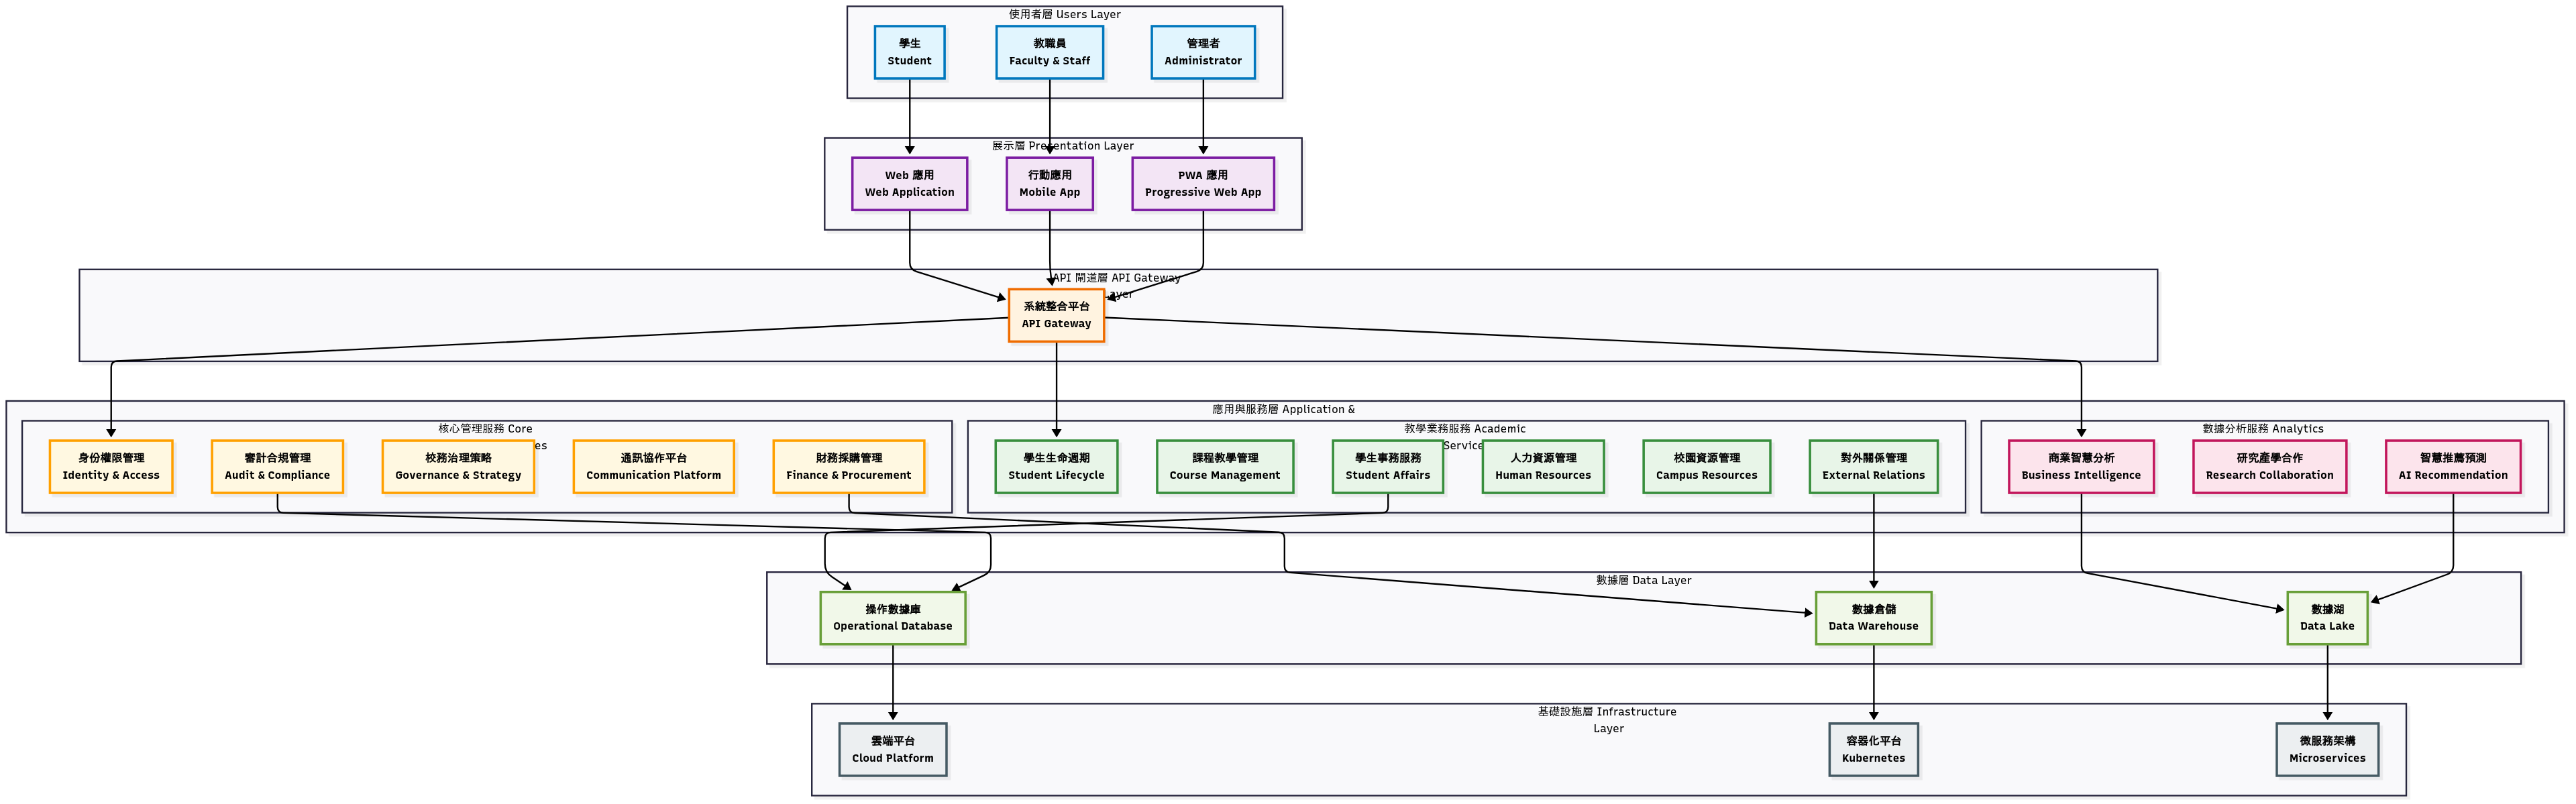 使用者層 Users Layer
學生
Student
教職員
Faculty & Staff
管理者
Administrator
展示層 Presentation Layer
Web 應用
Web Application
行動應用
Mobile App
PWA 應用
Progressive Web App
API 閘道層 API Gateway
Layer
系統整合平台
API Gateway
應用與服務層 Application &
核心管理服務 Core
es
身份權限管理
Identity & Access
審計合規管理
Audit & Compliance
校務治理策略
Governance & Strategy
通訊協作平台
Communication Platform
財務採購管理
Finance & Procurement
教學業務服務 Academic
Service
學生生命週期
Student Lifecycle
課程教學管理
Course Management
學生事務服務
Student Affairs
人力資源管理
Human Resources
校園資源管理
Campus Resources
對外關係管理
External Relations
數據分析服務 Analytics
商業智慧分析
Business Intelligence
研究產學合作
Research Collaboration
智慧推薦預測
AI Recommendation
數據層 Data Layer
操作數據庫
Operational Database
數據倉儲
Data Warehouse
數據湖
Data Lake
基礎設施層 Infrastructure
Layer
雲端平台
Cloud Platform
容器化平台
Kubernetes
微服務架構
Microservices